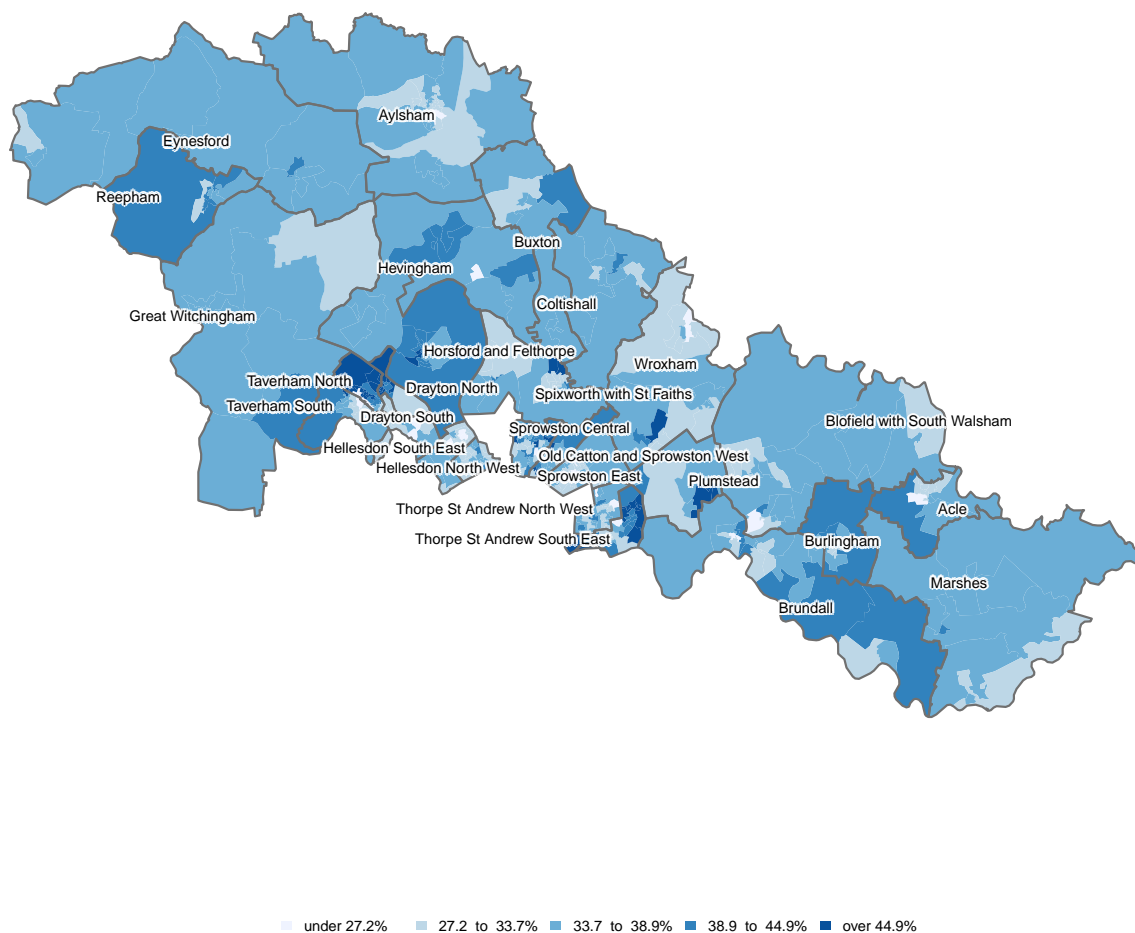 Aylsham
Eynesford
Reepham
Buxton
Hevingham
Coltishall
Great Witchingham
Horsford and Felthorpe
Wroxham
Taverham North
Drayton North
Spixworth with St Faiths
Taverham South
Drayton South
Blofield with South Walsham
Sprowston Central
Hellesdon South East
Old Catton and Sprowston West
Hellesdon North West
Sprowston East
Plumstead
Thorpe St Andrew North West
Acle
Thorpe St Andrew South East
Burlingham
Marshes
Brundall
under 27.2% 27.2 to 33.7% 33.7 to 38.9% 38.9 to 44.9% over 44.9%